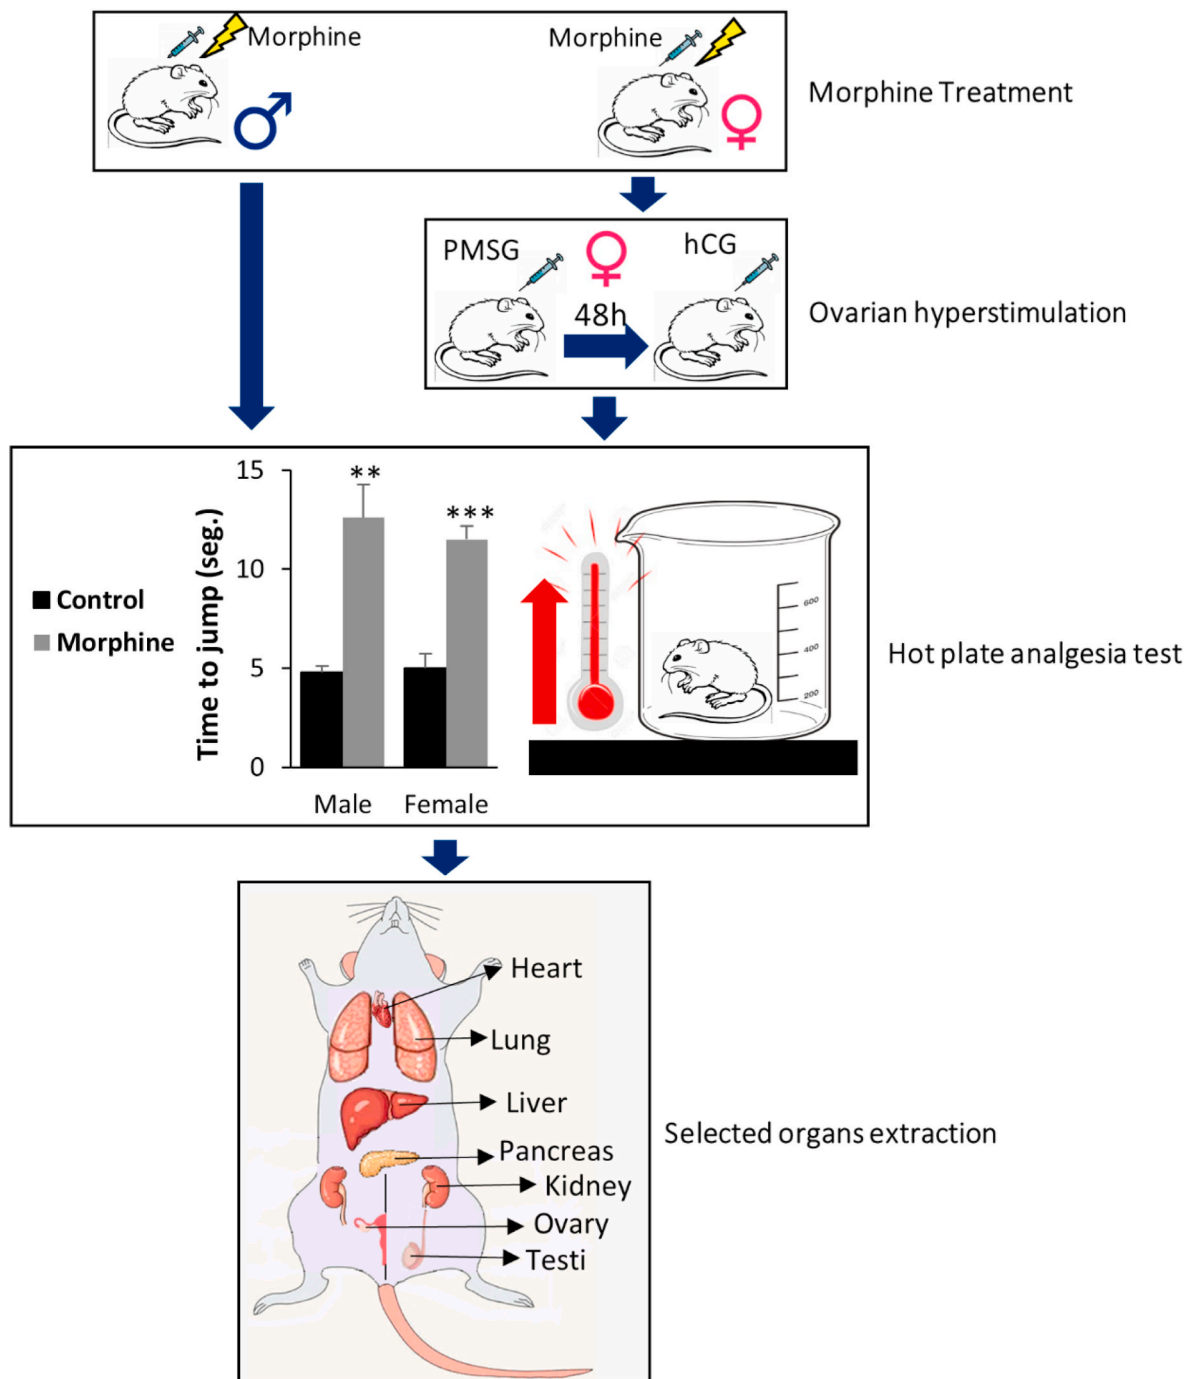 Morphine
Morphine
Morphine Treatment
PMSG
hCG
48h
Ovarian hyperstimulation
15
10
5
0
Time to jump (seg.)
**
***
Control
Morphine
Male
Female
600
400
200
Hot plate analgesia test
Heart
Lung
Liver
Pancreas
Kidney
Ovary
Testi
Selected organs extraction